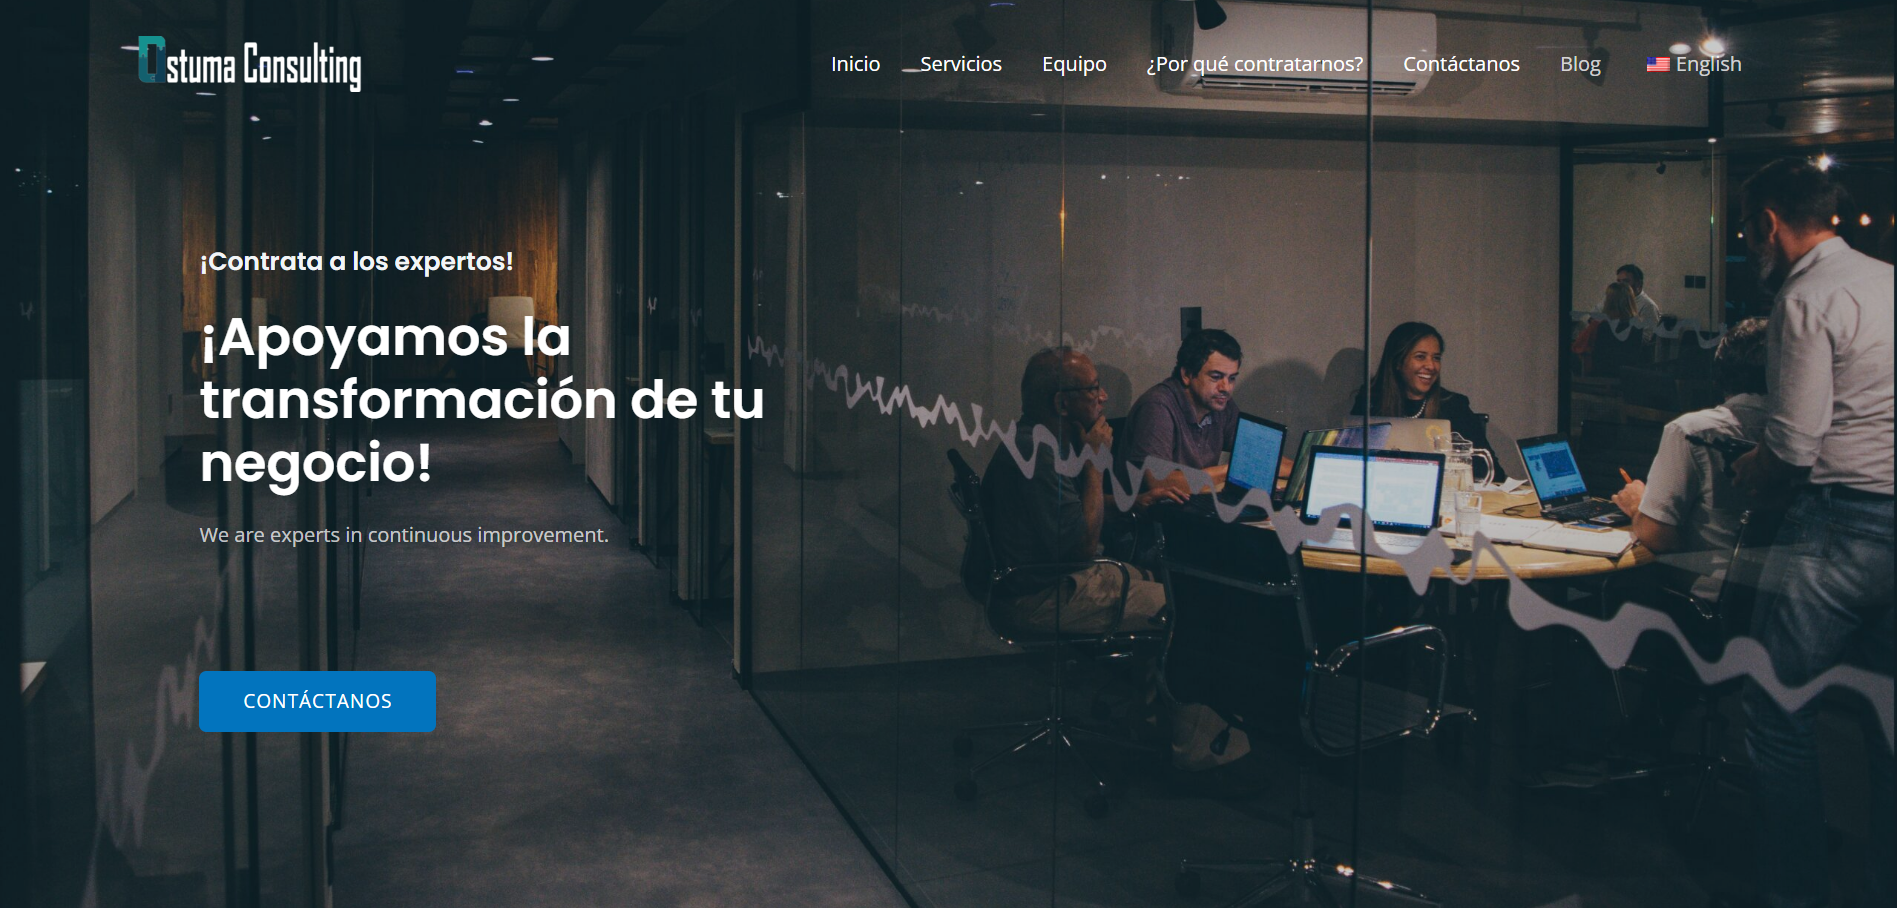 Ostuma Consulting
Inicio Servicios Equipo ¿Por qué contratarnos? Contáctanos Blog English
¡Contrata a los expertos!
¡Apoyamos la
transformación de tu
negocio!
We are experts in continuous improvement.
CONTÁCTANOS